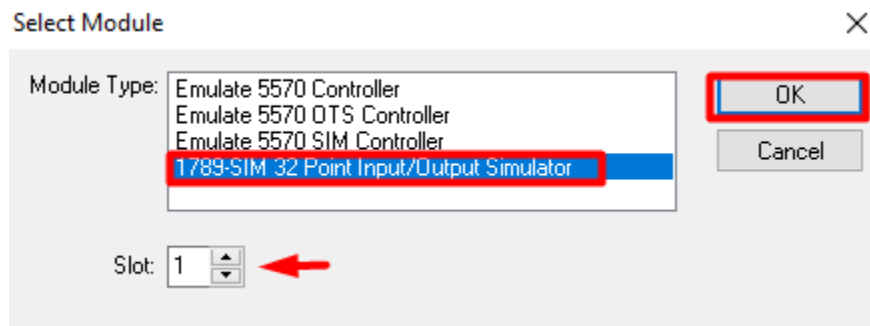 Select Module
Module Type:
Emulate 5570 Controller
Emulate 5570 OTS Controller
Emulate 5570 SIM Controller
1789-SIM 32 Point Input/Output Simulator
OK
Cancel
Slot: 1